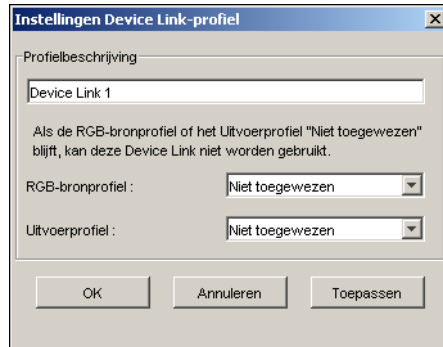 Instellingen Device Link-profiel
Profielbeschrijving
Device Link 1
Als de RGB-bronprofiel of het Uitvoerprofiel "Niet toegewezen"
blijft, kan deze Device Link niet worden gebruikt.
RGB-bronprofiel : Niet toegewezen
Uitvoerprofiel : Niet toegewezen
OK Annuleren Toepassen